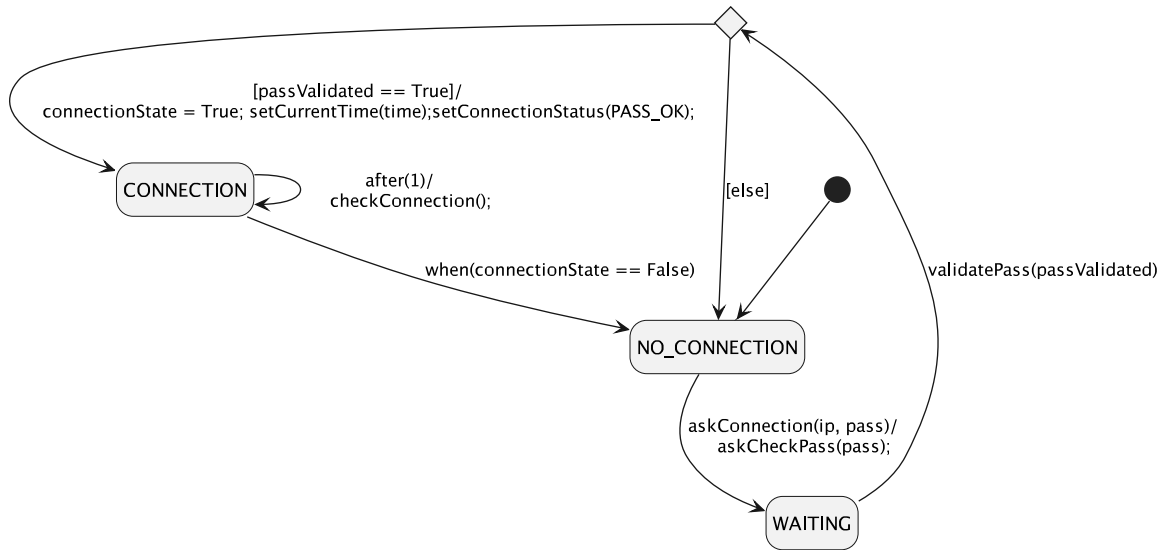 [passValidated == True]/
connectionState = True; setCurrentTime(time);setConnectionStatus(PASS_OK);
CONNECTION
after(1)/
checkConnection();
[else]
when(connectionState == False)
validatePass(passValidated)
NO_CONNECTION
askConnection(ip, pass)/
askCheckPass(pass);
WAITING